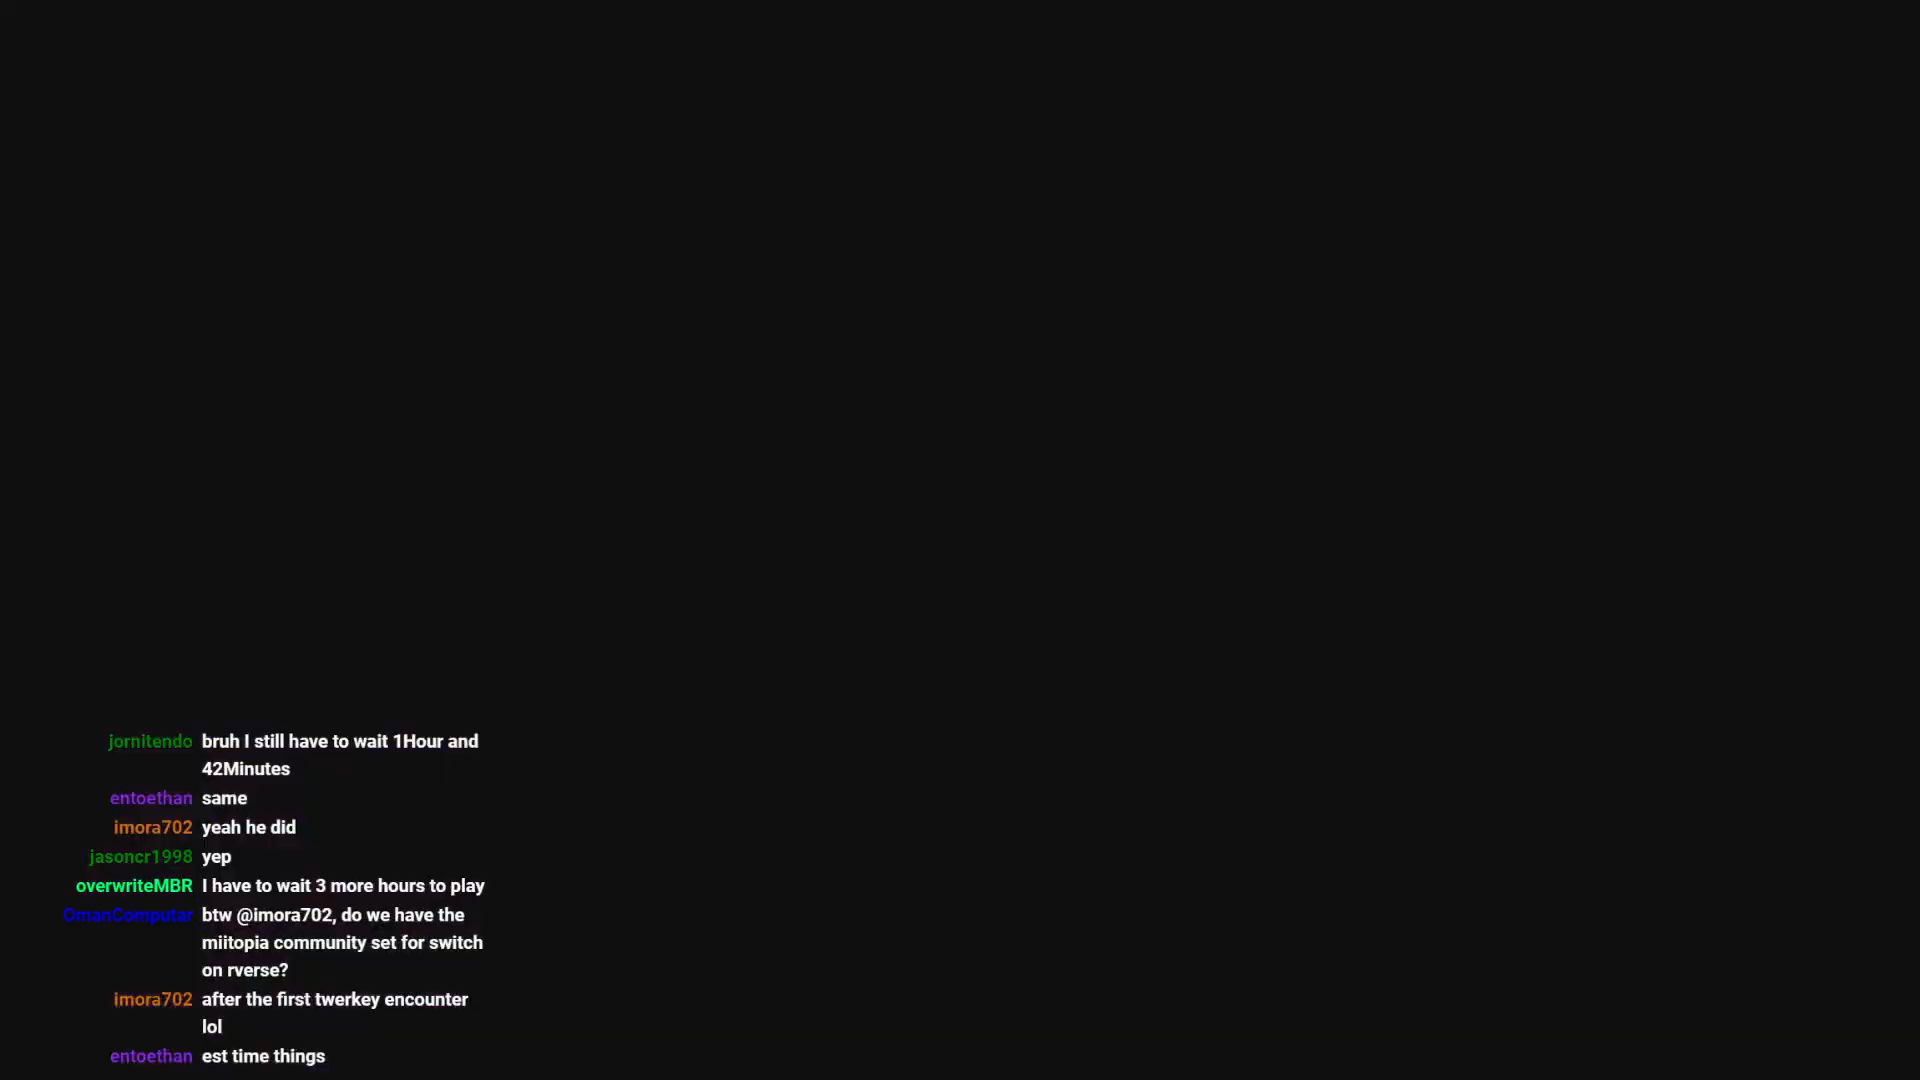 jornitendo bruh I still have to wait 1Hour and
42Minutes
entoethan same
imora702 yeah he did
jasoncr1998 yep
overwriteMBR I have to wait 3 more hours to play
OmanComputar btw @imora702, do we have the
miitopia community set for switch
on rverse?
imora702 after the first twerkey encounter
lol
entoethan est time things